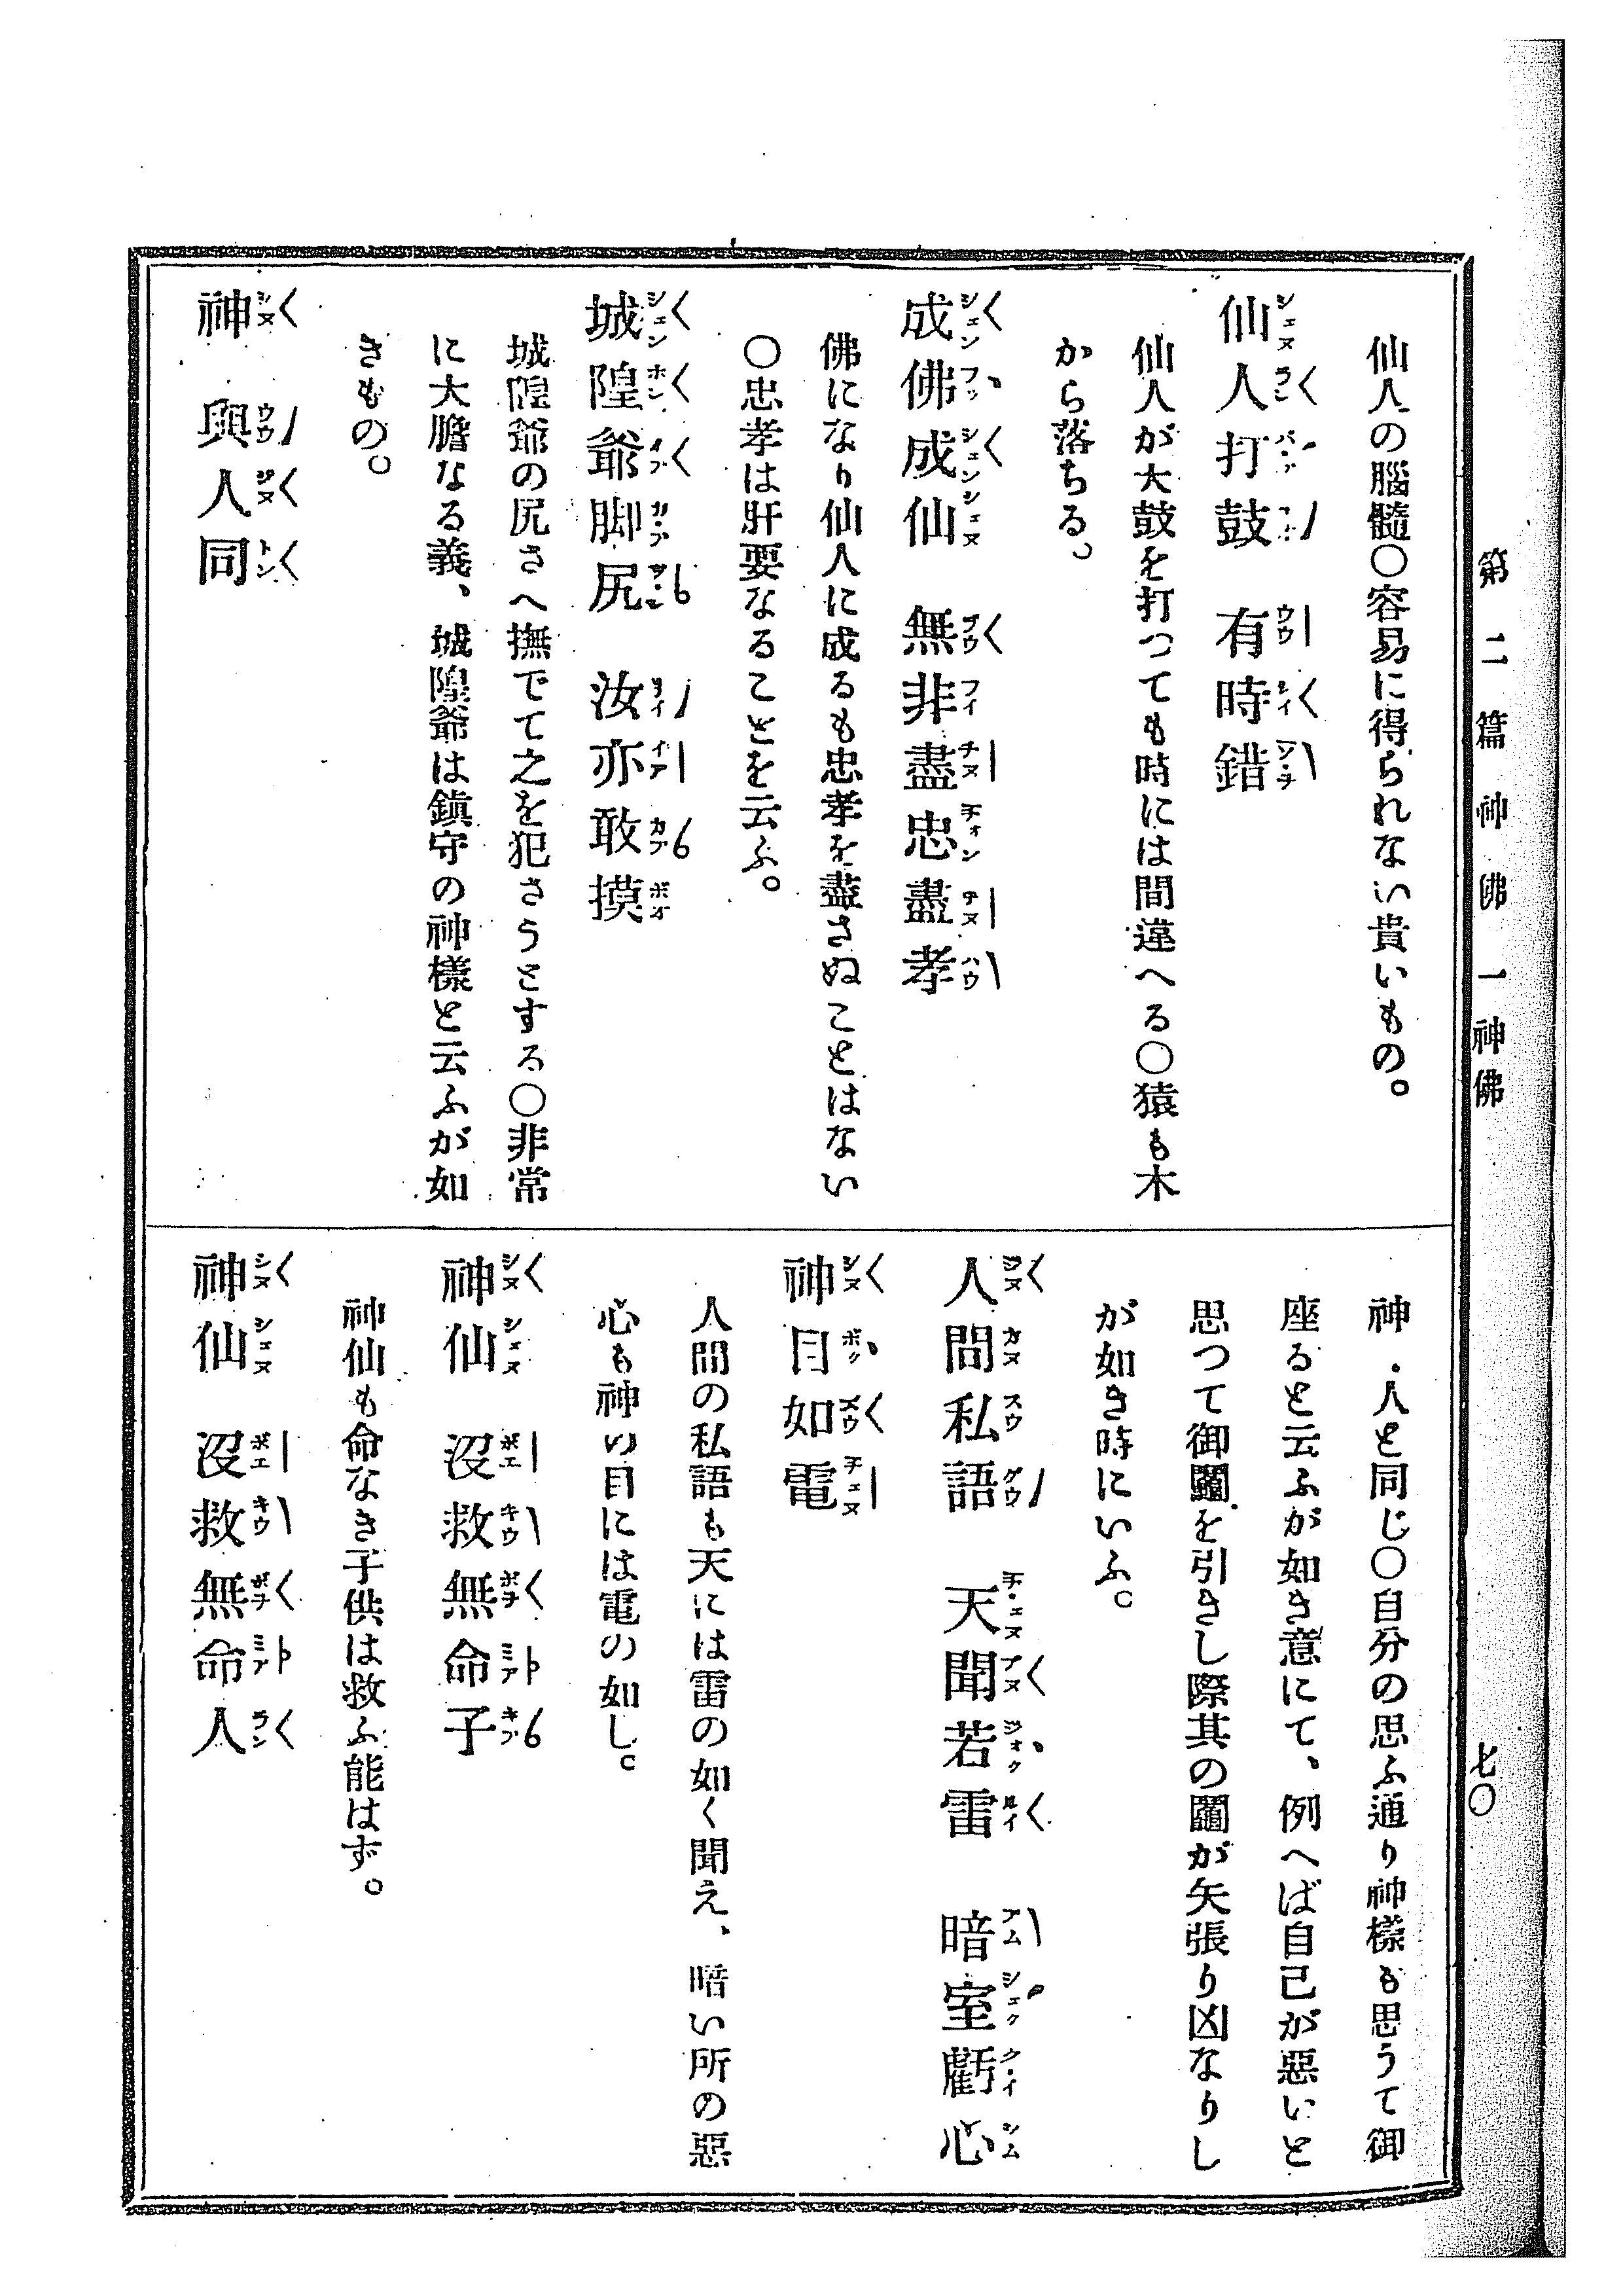 第二篇 神佛 一 神佛
七〇
仙人の腦髓〇容易に得られない貴いもの。
仙人打鼓 有時錯
仙人が大鼓を打つても時には間違へる〇猿も木
から落ちる。
成佛成仙 無非盡忠盡孝
佛になり仙人に成るも忠孝を盡さぬことはない
〇忠孝は肝要なることを云ふ。
城隍爺脚尻 汝亦敢摸
城隍爺の尻さへ撫でて之を犯さうとする〇非常
に大膽なる義、城隍爺は鎮守の神樣と云ふが如
きもの。
神 與人同
神、人と同じ〇自分の思ふ通り神樣も思うて御
座ると云ふが如き意にて、例へば自己が惡いと
思つて御鬮を引きし際其の鬮が矢張り凶なりし
が如き時にいふ。
人間私語 天聞若雷 暗室虧心
神目如電
人間の私語も天には雷の如く聞え、暗い所の惡
心も神の目には電の如し。
神仙 沒救無命子
神仙も命なき子供は救ふ能はず。
神仙 沒救無命人